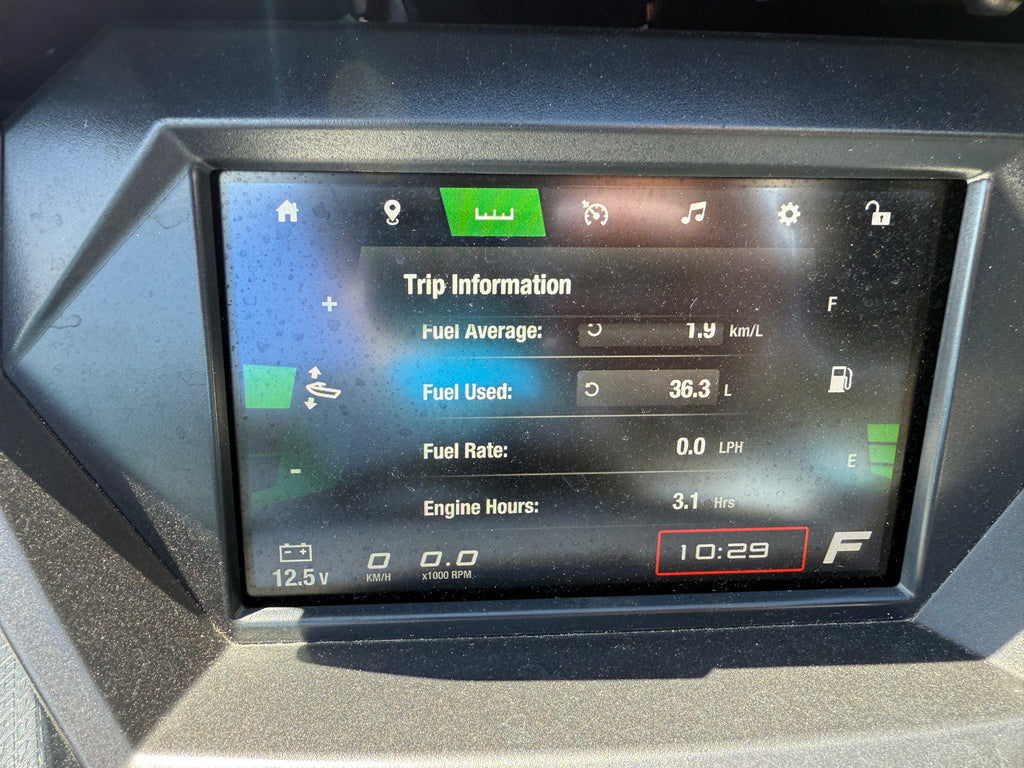 Trip Information
+
F
Fuel Average: 1.9 km/L
Fuel Used: 36.3 L
Fuel Rate: 0.0 LPH
E
-
Engine Hours: 3.1 Hrs
12.5 V
0 KM/H
0.0 x1000 RPM
10:29
F